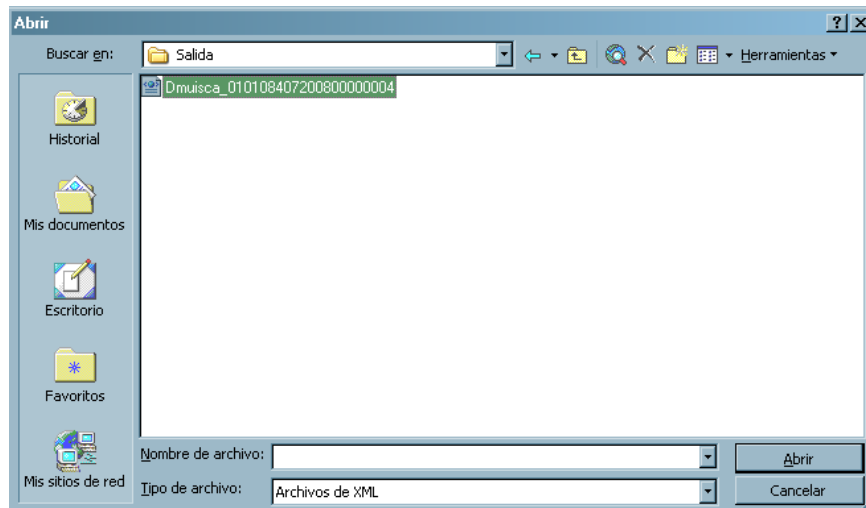 Abrir
Buscar en: Salida Herramientas
Dmuisca_010108407200800000004
Historial
Mis documentos
Escritorio
Favoritos
Mis sitios de red
Nombre de archivo: Abrir
Tipo de archivo: Archivos de XML Cancelar